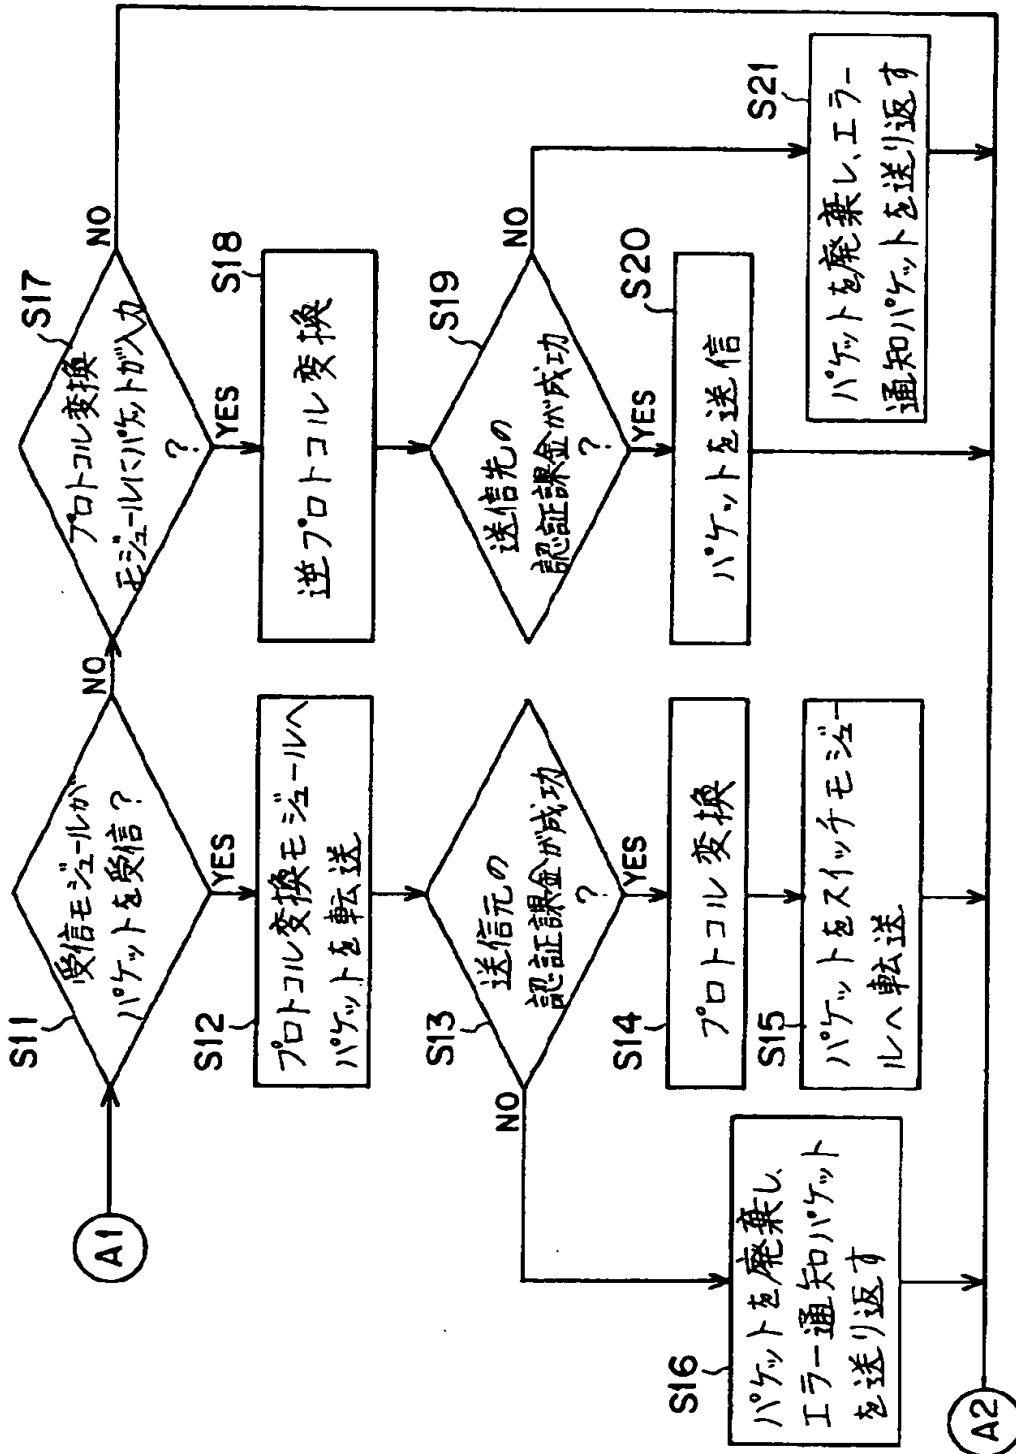 A1
S11
受信モジュールが
パケットを受信?
NO
YES
S12
プロトコル変換モジュールへ
パケットを転送
S13
送信元の
認証課金が成功
?
NO
YES
S14
プロトコル変換
S15
パケットをスイッチモジュー
ルへ転送
S16
パケットを廃棄し、
エラー通知パケット
を送り返す
S17
プロトコル変換
モジュールにパケットが入力
?
NO
YES
S18
逆プロトコル変換
S19
送信先の
認証課金が成功
?
NO
YES
S20
パケットを送信
S21
パケットを廃棄し、エラー
通知パケットを送り返す
A2